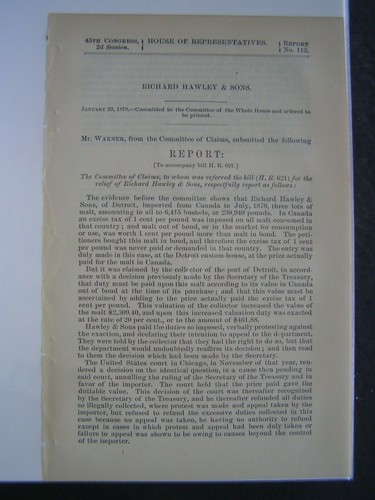 45TH CONGRESS, HOUSE OF REPRESENTATIVES. REPORT
2d Session. No. 112.
RICHARD HAWLEY & SONS.
JANUARY 29, 1878.—Committed to the Committee of the Whole House and ordered to
be printed.
Mr. WARNER, from the Committee of Claims, submitted the following
REPORT:
[To accompany bill H. R. 621.]
The Committee of Claims, to whom was referred the bill (H. R. 621) for the
relief of Richard Hawley & Sons, respectfully report as follows:
The evidence before the committee shows that Richard Hawley &
Sons, of Detroit, imported from Canada in July, 1870, three lots of
malt, amounting in all to 6,415 bushels, or 230,940 pounds. In Canada
an excise tax of 1 cent per pound was imposed on all malt consumed in
that country; and malt out of bond, or in the market for consumption
or use, was worth 1 cent per pound more than malt in bond. The peti-
tioners bought this malt in bond, and therefore the excise tax of 1 cent
per pound was never paid or demanded in that country. The entry was
duly made in this case, at the Detroit custom-house, at the price actually
paid for the malt in Canada.
But it was claimed by the collector of the port of Detroit, in accord-
ance with a decision previously made by the Secretary of the Treasury,
that duty must be paid upon this malt according to its value in Canada
out of bond at the time of its purchase; and that this value must be
ascertained by adding to the price actually paid the excise tax of 1
cent per pound. This valuation of the collector increased the value of
the malt $2,309.40, and upon this increased valuation duty was exacted
at the rate of 20 per cent., or to the amount of $461.88.
Hawley & Sons paid the duties so imposed, verbally protesting against
the exaction, and declaring their intention to appeal to the department.
They were told by the collector that they had the right to do so, but that
the department would undoubtedly reaffirm its decision; and then read
to them the decision which had been made by the Secretary.
The United States court in Chicago, in November of that year, ren-
dered a decision on the identical question, in a cause then pending in
said court, annulling the ruling of the Secretary of the Treasury and in
favor of the importer. The court held that the price paid gave the
dutiable value. This decision of the court was thereafter recognized
by the Secretary of the Treasury, and he thereafter refunded all duties
so illegally collected, where protest was made and appeal taken by the
importer, but refused to refund the excessive duties collected in this
case because no appeal was taken, he having no authority to refund
except in cases in which protest and appeal had been duly taken or
failure to appeal was shown to be owing to causes beyond the control
of the importer.